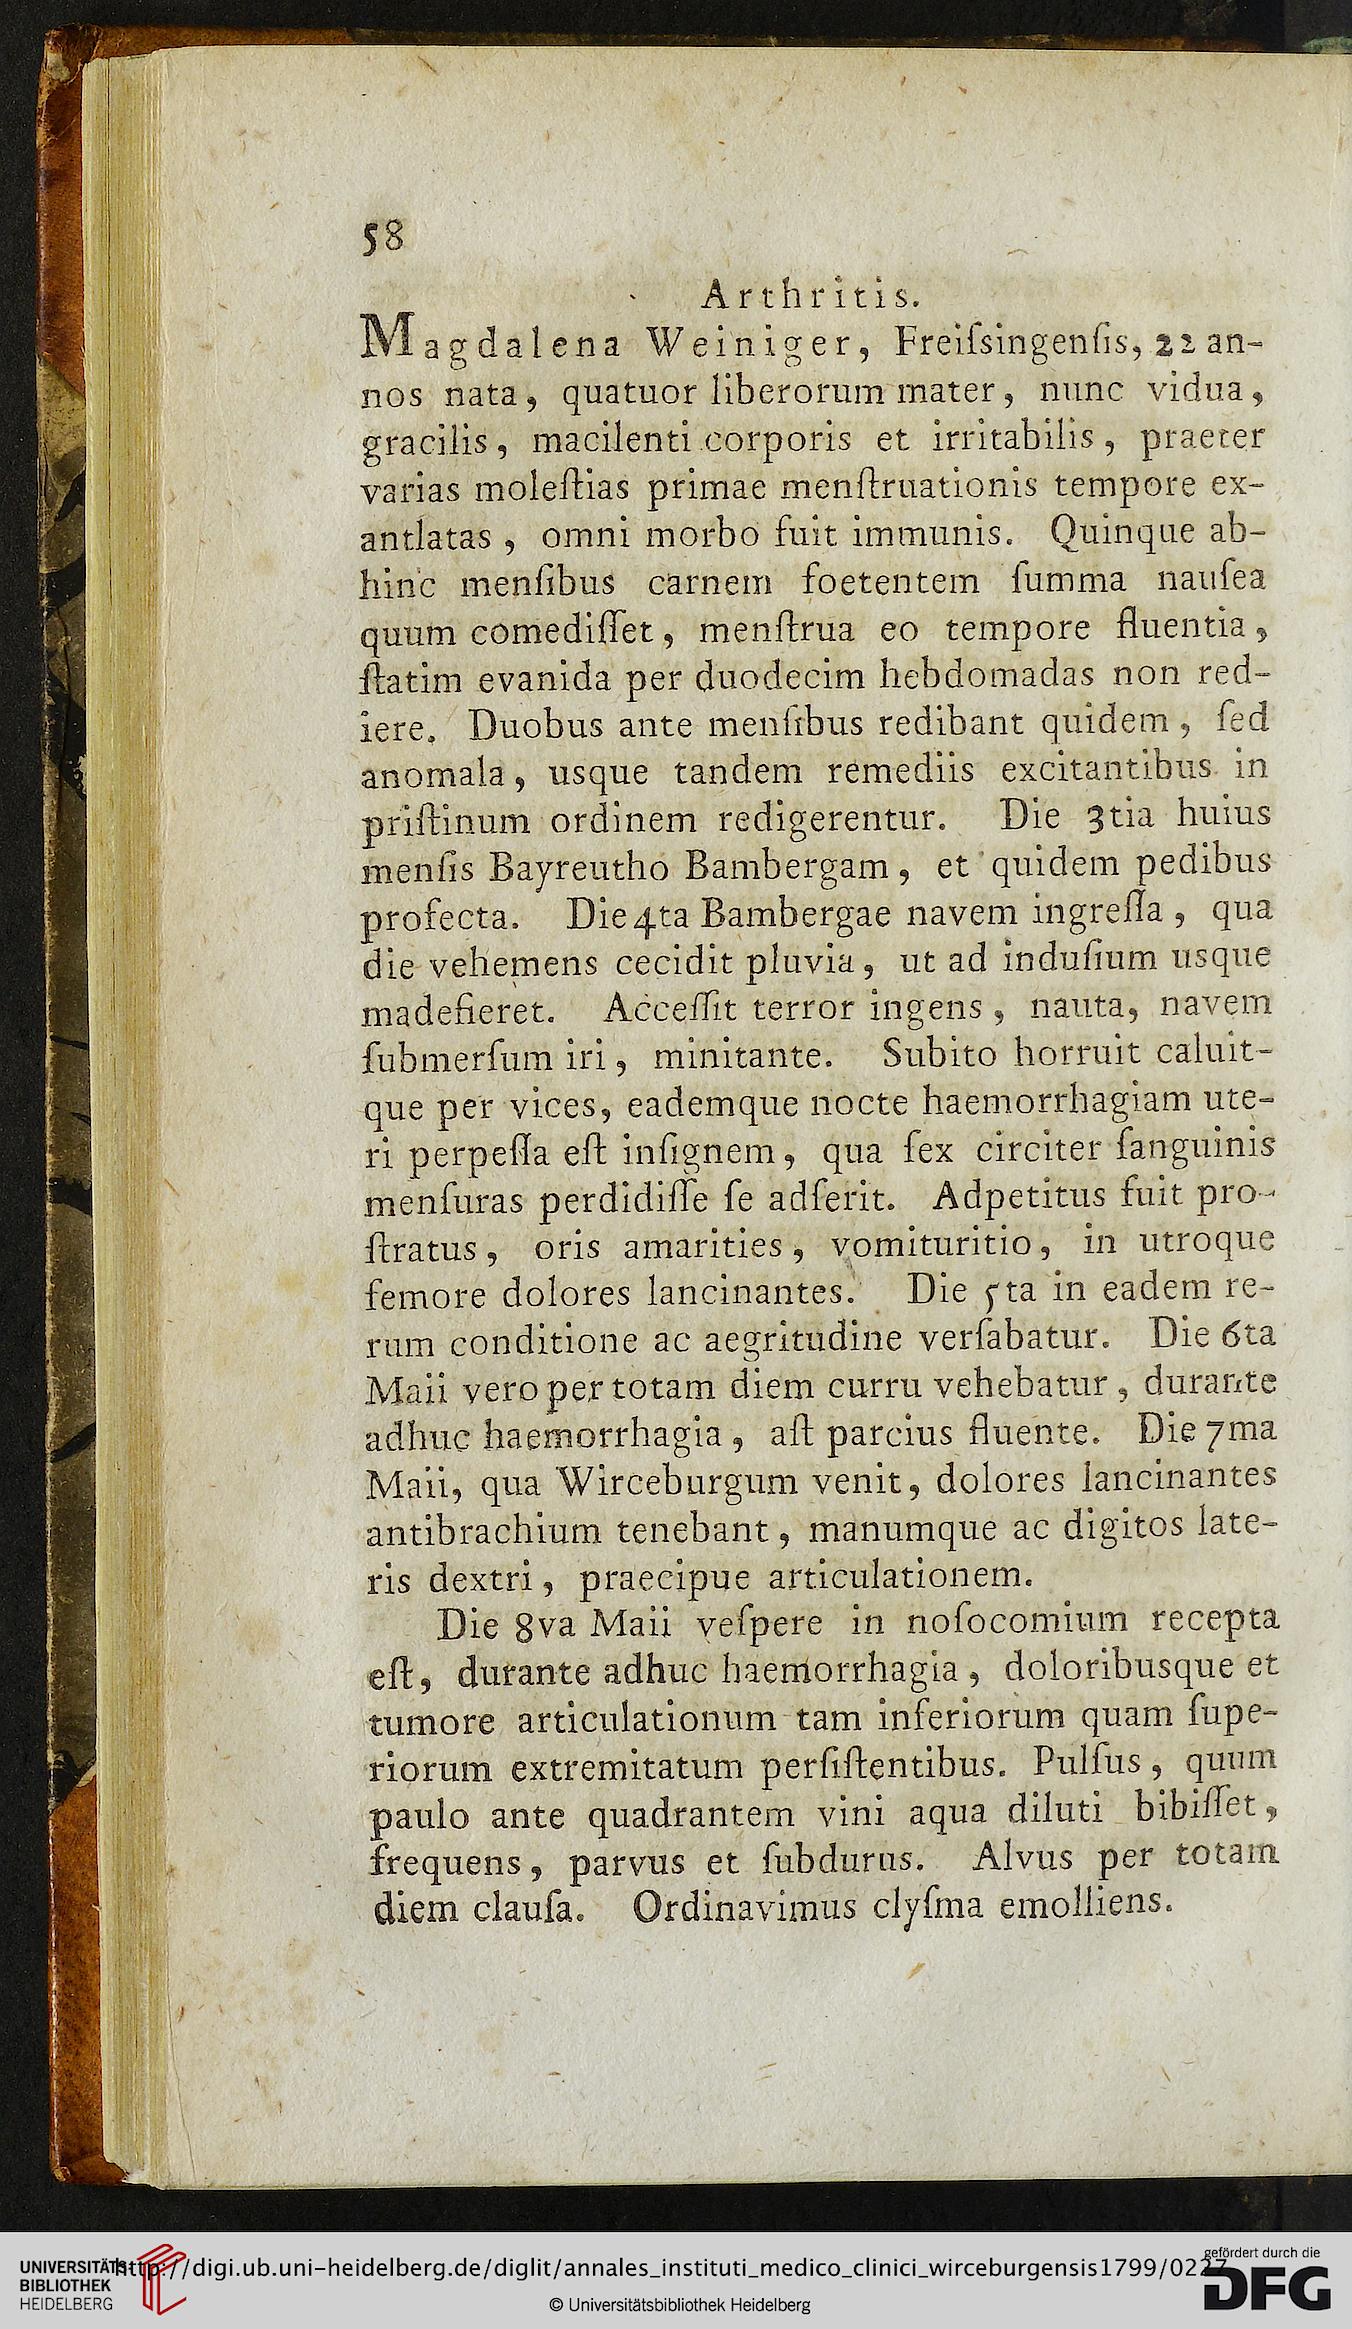 58
Arthritis.
Magdalena Weiniger, Freiſsingenſis, 22 an-
nos nata, quatuor liberorum mater, nunc vidua,
gracilis, macilenti corporis et irritabilis, praeter
varias moleſtias primae menſtruationis tempore ex-
antlatas, omni morbo fuit immunis. Quinque ab-
hinc menſibus carnem foetentem ſumma nauſea
quum comediſſet, menſtrua eo tempore fluentia,
ſtatim evanida per duodecim hebdomadas non red-
iere. Duobus ante menſibus redibant quidem, ſed
anomala, usque tandem remediis excitantibus in
priſtinum ordinem redigerentur. Die 3tia huius
menſis Bayreutho Bambergam, et quidem pedibus
profecta. Die 4ta Bambergae navem ingreſſa, qua
die vehemens cecidit pluvia, ut ad induſium usque
madefieret. Acceſſit terror ingens, nauta, navem
ſubmerſum iri, minitante. Subito horruit caluit-
que per vices, eademque nocte haemorrhagiam ute-
ri perpeſſa eſt inſignem, qua ſex circiter ſanguinis
menſuras perdidiſſe ſe adſerit. Adpetitus fuit pro-
ſtratus, oris amarities, vomituritio, in utroque
femore dolores lancinantes. Die 5ta in eadem re-
rum conditione ac aegritudine verſabatur. Die 6ta
Maii vero per totam diem curru vehebatur, durante
adhuc haemorrhagia, aſt parcius fluente. Die 7ma
Maii, qua Wirceburgum venit, dolores lancinantes
antibrachium tenebant, manumque ac digitos late-
ris dextri, praecipue articulationem.
Die 8va Maii veſpere in noſocomium recepta
eſt, durante adhuc haemorrhagia, doloribusque et
tumore articulationum tam inferiorum quam ſupe-
riorum extremitatum perſiſtentibus. Pulſus, quum
paulo ante quadrantem vini aqua diluti bibiſſet,
frequens, parvus et ſubdurus. Alvus per totam
diem clauſa. Ordinavimus clyſma emolliens.
UNIVERSITÄTS-
BIBLIOTHEK
HEIDELBERG
http://digi.ub.uni-heidelberg.de/diglit/annales_instituti_medico_clinici_wirceburgensis1799/0227
© Universitätsbibliothek Heidelberg
gefördert durch die
DFG